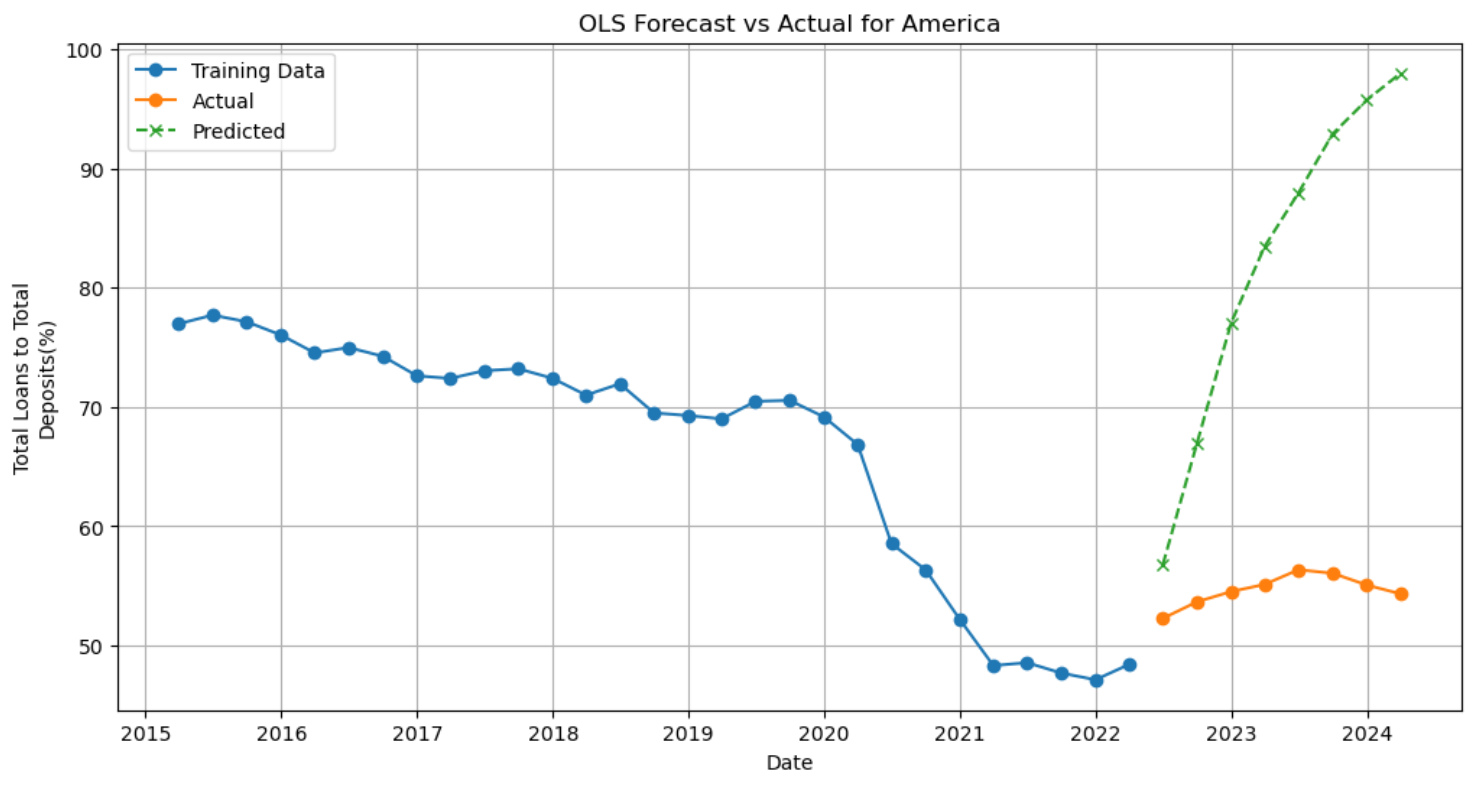 OLS Forecast vs Actual for America
Training Data
Actual
Predicted
100
90
80
70
60
50
Total Loans to Total
Deposits(%)
2015 2016 2017 2018 2019 2020 2021 2022 2023 2024
Date